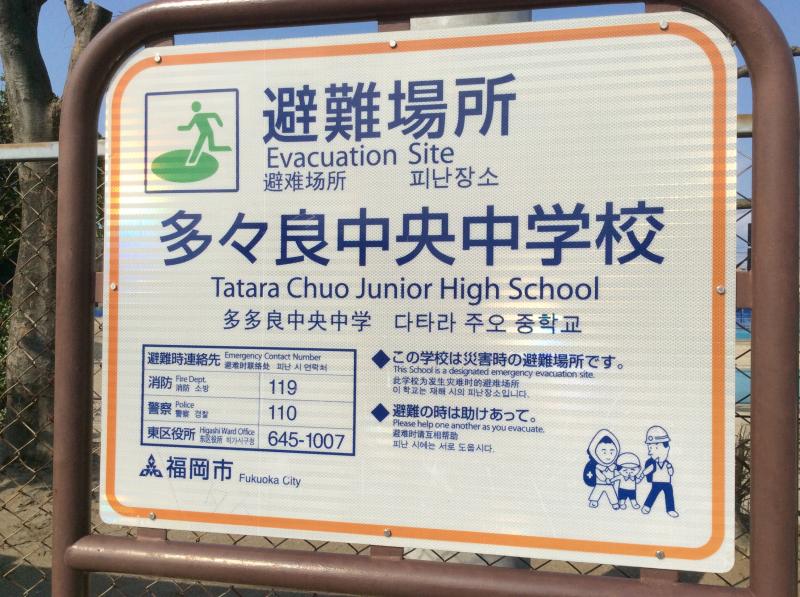 避難場所
Evacuation Site
避难场所 피난장소
多々良中央中学校
Tatara Chuo Junior High School
多多良中央中学 다타라 주오 중학교
避難時連絡先 Emergency Contact Number
避难时联络处 피난 시 연락처
消防 Fire Dept.
消防 소방
119
警察 Police
警察 경찰
110
東区役所 Higashi Ward Office
东区役所 히가시구청
645-1007
◆この学校は災害時の避難場所です。
This School is a designated emergency evacuation site.
此学校为发生灾难时的避难场所
이 학교는 재해 시의 피난장소입니다.
◆避難の時は助けあって。
Please help one another as you evacuate.
避难时请互相帮助
피난 시에는 서로 도웁시다.
福岡市 Fukuoka City